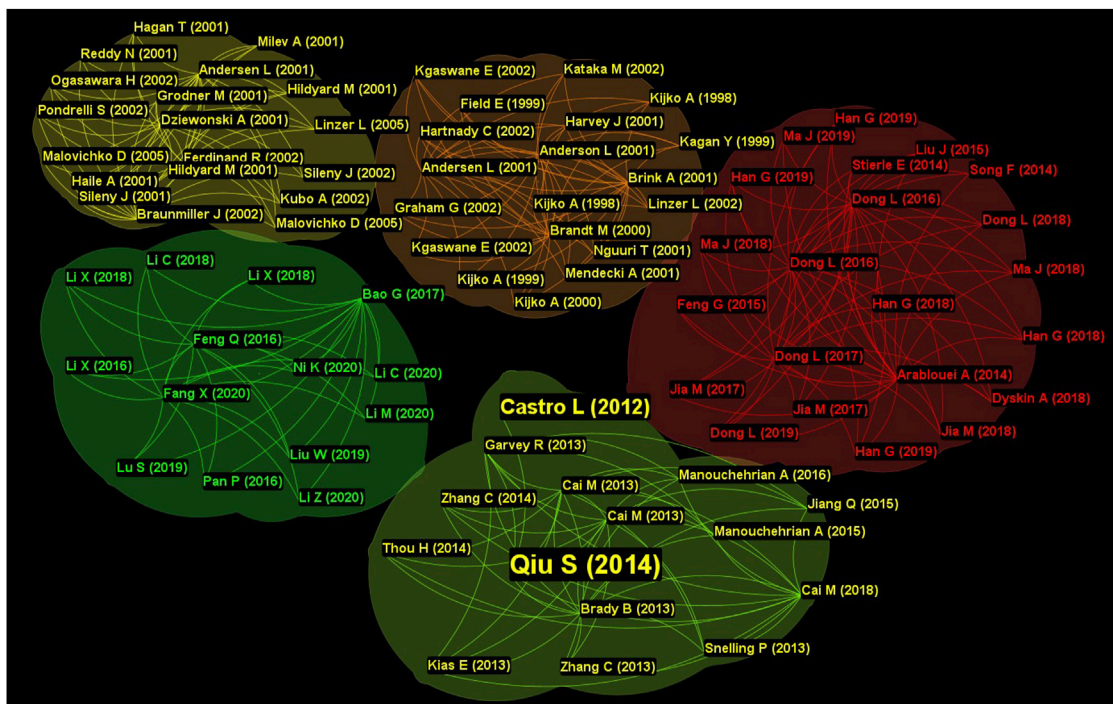 Hagan T (2001)
Milev A (2001)
Reddy N (2001)
Andersen L (2001)
Ogasawara H (2002)
Hildyard M (2001)
Grodner M (2001)
Pondrelli S (2002)
Dziewonski A (2001)
Linzer L (2005)
Malovichko D (2005)
Ferdinand R (2002)
Hildyard M (2001)
Sileny J (2002)
Haile A (2001)
Sileny J (2001)
Kubo A (2002)
Braunmiller J (2002)
Malovichko D (2005)
Kgaswane E (2002)
Kataka M (2002)
Field E (1999)
Kijko A (1998)
Harvey J (2001)
Hartnady C (2002)
Kagan Y (1999)
Anderson L (2001)
Andersen L (2001)
Brink A (2001)
Graham G (2002)
Kijko A (1998)
Linzer L (2002)
Brandt M (2000)
Kgaswane E (2002)
Nguuri T (2001)
Kijko A (1999)
Mendecki A (2001)
Kijko A (2000)
Han G (2019)
Ma J (2019)
Liu J (2015)
Stierle E (2014)
Song F (2014)
Han G (2019)
Dong L (2016)
Dong L (2018)
Ma J (2018)
Dong L (2016)
Ma J (2018)
Feng G (2015)
Han G (2018)
Han G (2018)
Dong L (2017)
Arablouei A (2014)
Jia M (2017)
Dyskin A (2018)
Jia M (2017)
Dong L (2019)
Jia M (2018)
Han G (2019)
Li C (2018)
Li X (2018)
Li X (2018)
Bao G (2017)
Feng Q (2016)
Li X (2016)
Ni K (2020)
Li C (2020)
Fang X (2020)
Li M (2020)
Liu W (2019)
Lu S (2019)
Pan P (2016)
Li Z (2020)
Castro L (2012)
Garvey R (2013)
Manouchehrian A (2016)
Cai M (2013)
Zhang C (2014)
Jiang Q (2015)
Cai M (2013)
Manouchehrian A (2015)
Thou H (2014)
Qiu S (2014)
Cai M (2018)
Brady B (2013)
Snelling P (2013)
Kias E (2013)
Zhang C (2013)